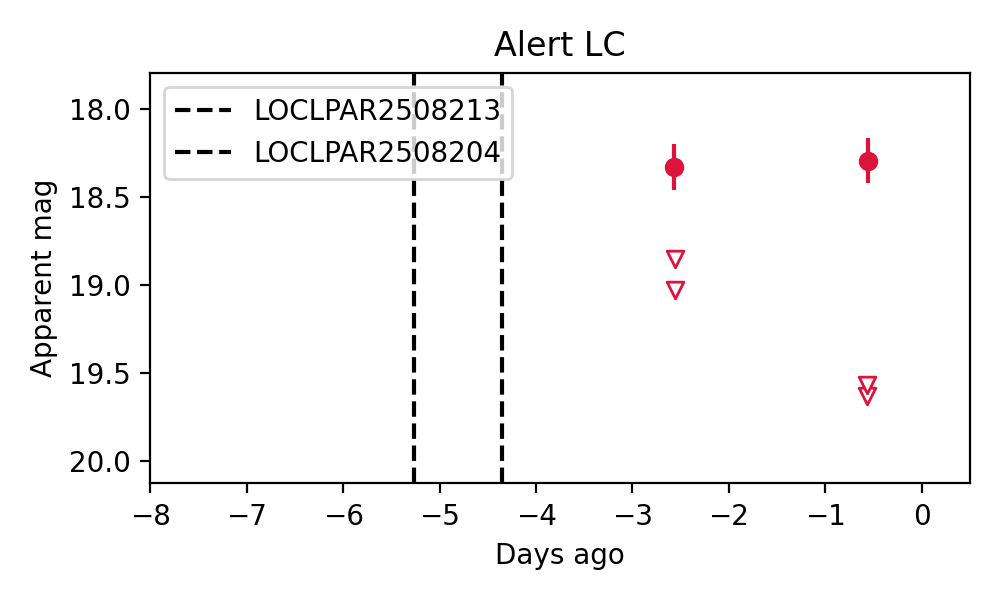 Alert LC
LOCLPAR2508213
LOCLPAR2508204
Apparent mag
18.0
18.5
19.0
19.5
20.0
−8 −7 −6 −5 −4 −3 −2 −1 0
Days ago